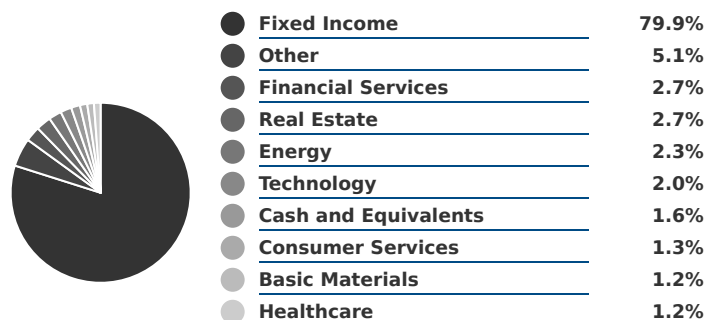 Fixed Income 79.9%
Other 5.1%
Financial Services 2.7%
Real Estate 2.7%
Energy 2.3%
Technology 2.0%
Cash and Equivalents 1.6%
Consumer Services 1.3%
Basic Materials 1.2%
Healthcare 1.2%